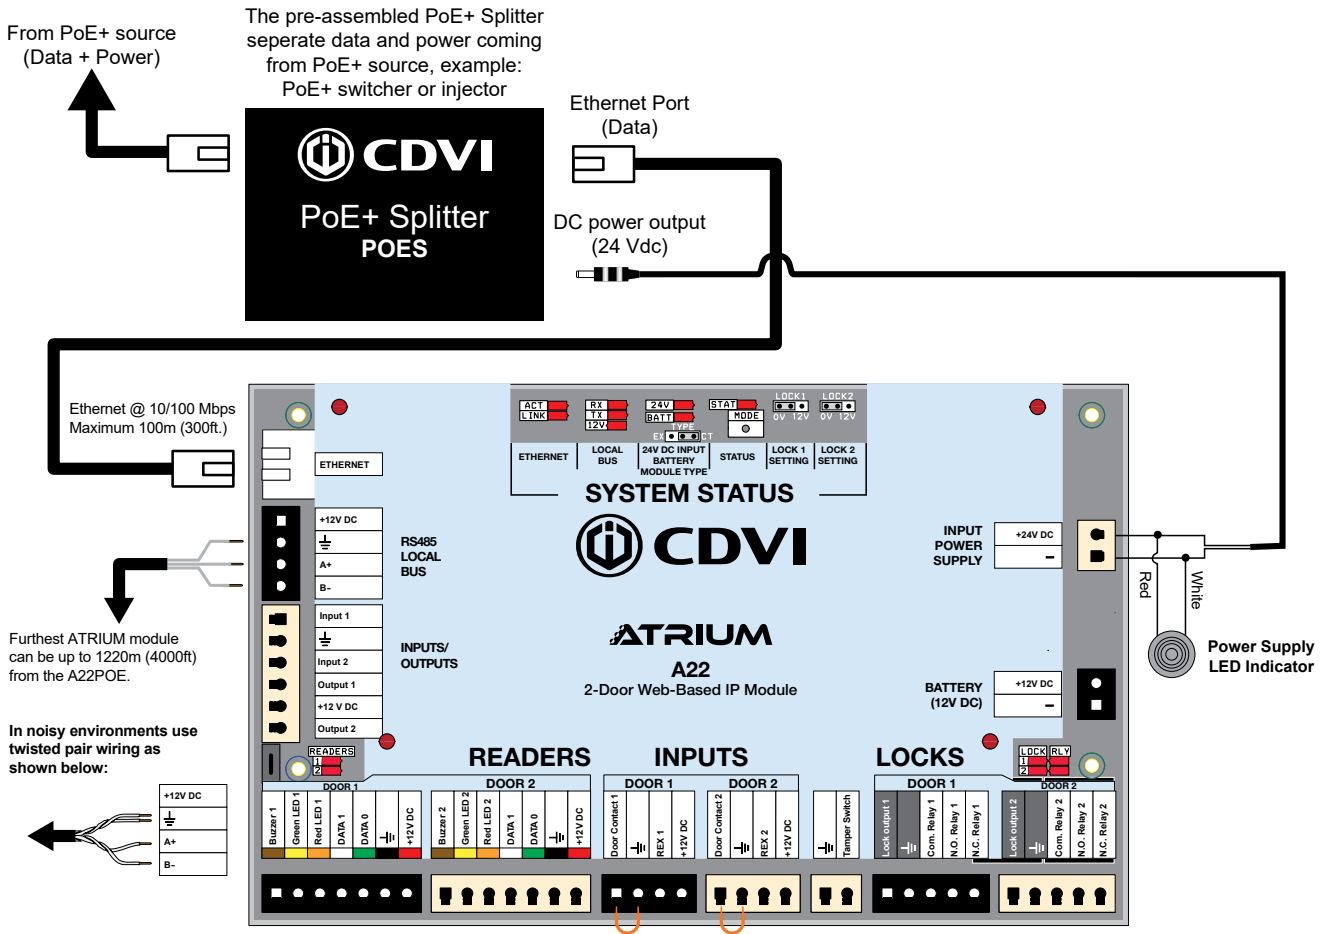 From PoE+ source
(Data + Power)
The pre-assembled PoE+ Splitter
seperate data and power coming
from PoE+ source, example:
PoE+ switcher or injector
CDVI
PoE+ Splitter
POES
Ethernet Port
(Data)
DC power output
(24 Vdc)
Ethernet @ 10/100 Mbps
Maximum 100m (300ft.)
ACT
LINK
RX
TX
12V
24V
BATT
TYPE
EX
CT
STAT
MODE
LOCK1
0V 12V
LOCK2
0V 12V
ETHERNET
LOCAL
BUS
24V DC INPUT
BATTERY
MODULE TYPE
STATUS
LOCK 1
SETTING
LOCK 2
SETTING
SYSTEM STATUS
CDVI
ATRIUM
A22
2-Door Web-Based IP Module
ETHERNET
+12V DC
A+
B–
RS485
LOCAL
BUS
Input 1
Input 2
Output 1
+12 V DC
Output 2
INPUTS/
OUTPUTS
INPUT
POWER
SUPPLY
+24V DC
–
Red
White
Power Supply
LED Indicator
BATTERY
(12V DC)
+12V DC
–
Furthest ATRIUM module
can be up to 1220m (4000ft)
from the A22POE.
In noisy environments use
twisted pair wiring as
shown below:
+12V DC
A+
B–
READERS
1
2
READERS
DOOR 1
Buzzer 1
Green LED 1
Red LED 1
DATA 1
DATA 0
+12V DC
DOOR 2
Buzzer 2
Green LED 2
Red LED 2
DATA 1
DATA 0
+12V DC
INPUTS
DOOR 1
Door Contact 1
REX 1
+12V DC
DOOR 2
Door Contact 2
REX 2
+12V DC
Tamper Switch
LOCKS
LOCK RLY
1
2
DOOR 1
Lock output 1
Com. Relay 1
N.O. Relay 1
N.C. Relay 1
DOOR 2
Lock output 2
Com. Relay 2
N.O. Relay 2
N.C. Relay 2